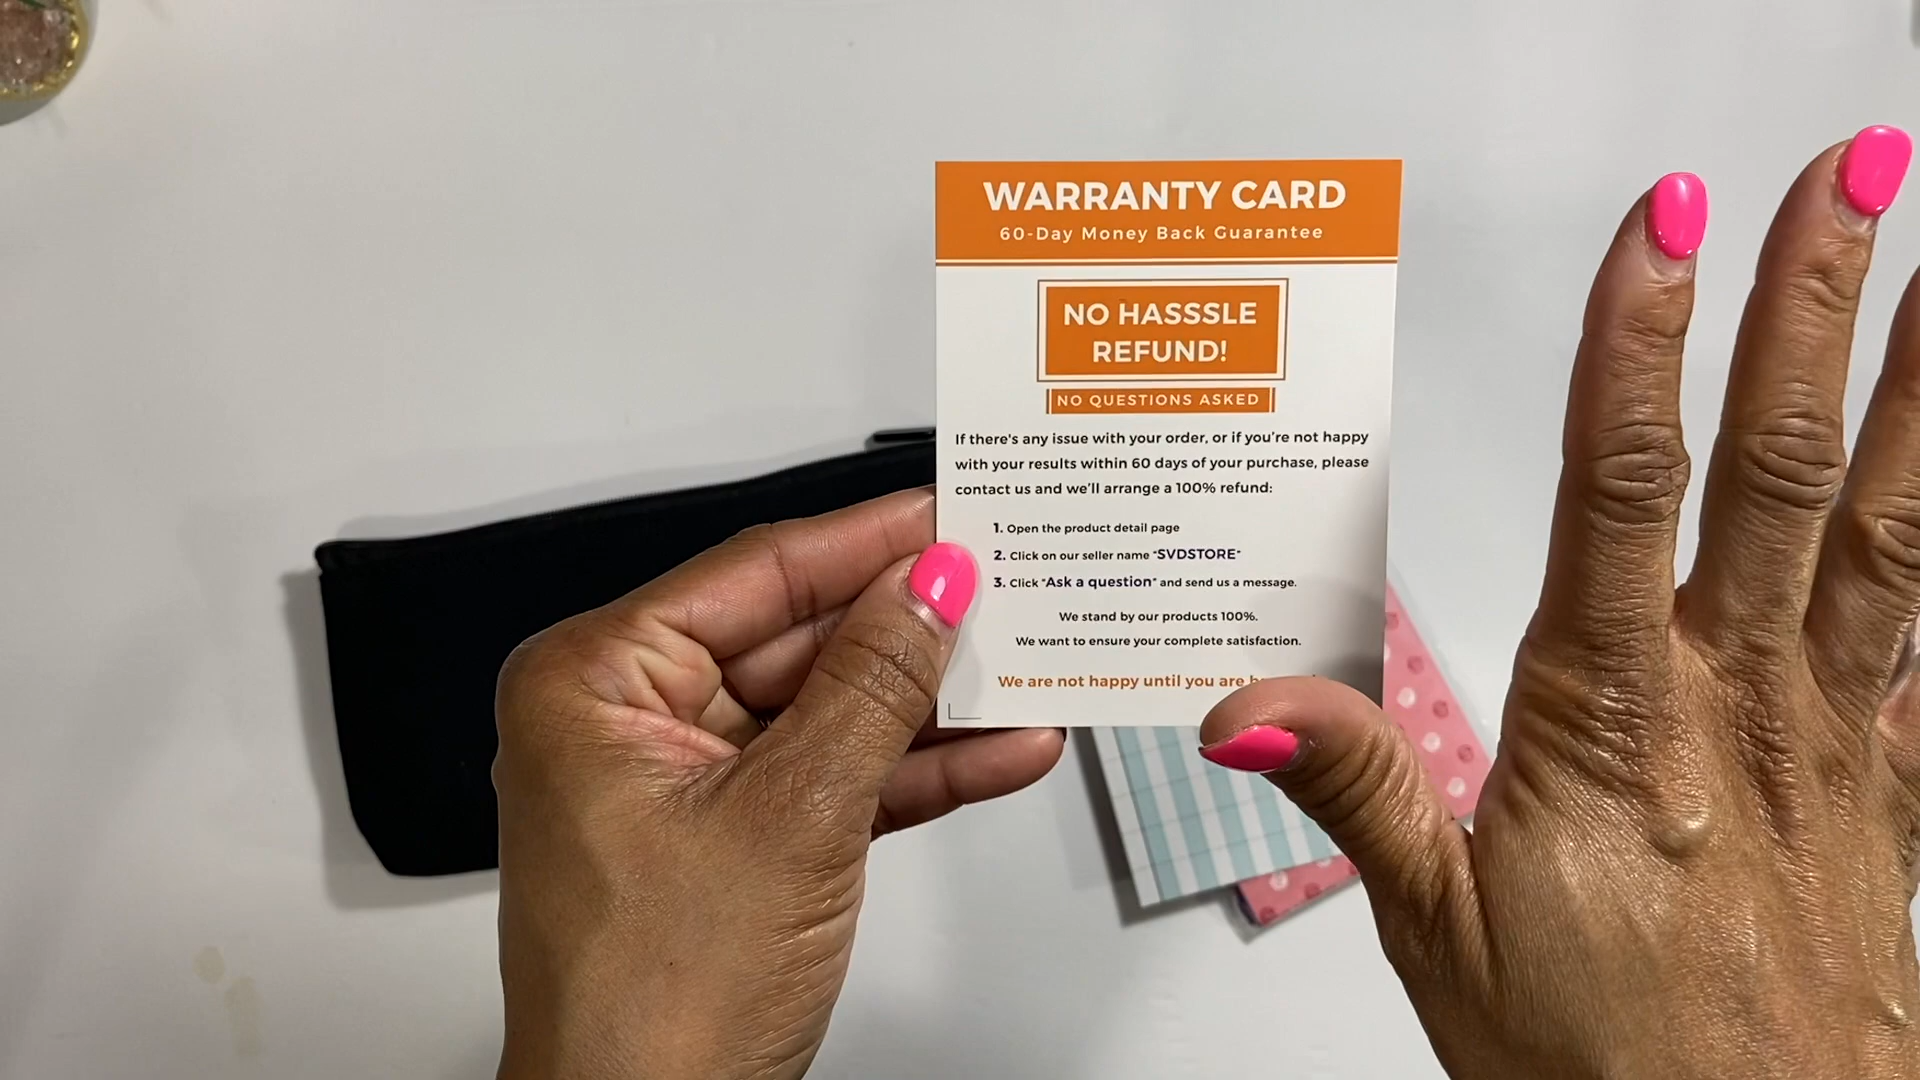 WARRANTY CARD
60-Day Money Back Guarantee
NO HASSSLE
REFUND!
NO QUESTIONS ASKED
If there's any issue with your order, or if you're not happy
with your results within 60 days of your purchase, please
contact us and we'll arrange a 100% refund:
1. Open the product detail page
2. Click on our seller name "SVDSTORE"
3. Click "Ask a question" and send us a message.
We stand by our products 100%.
We want to ensure your complete satisfaction.
We are not happy until you are